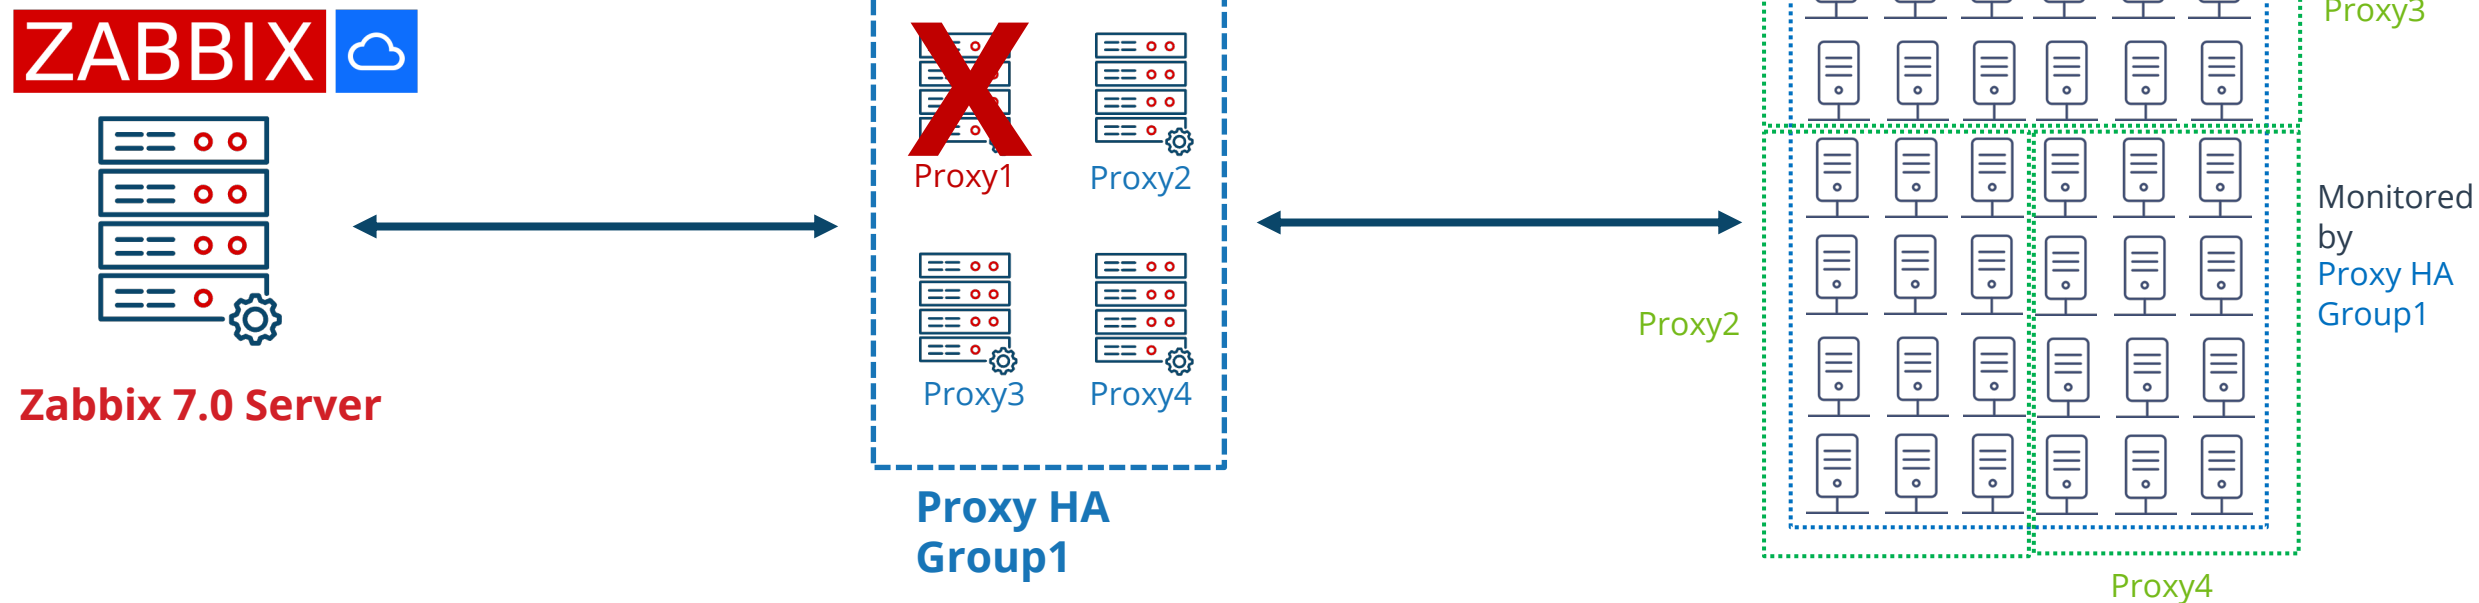 ZABBIX
Zabbix 7.0 Server
Proxy1
Proxy2
Proxy3
Proxy4
Proxy HA
Group1
Proxy3
Monitored
by
Proxy HA
Group1
Proxy2
Proxy4